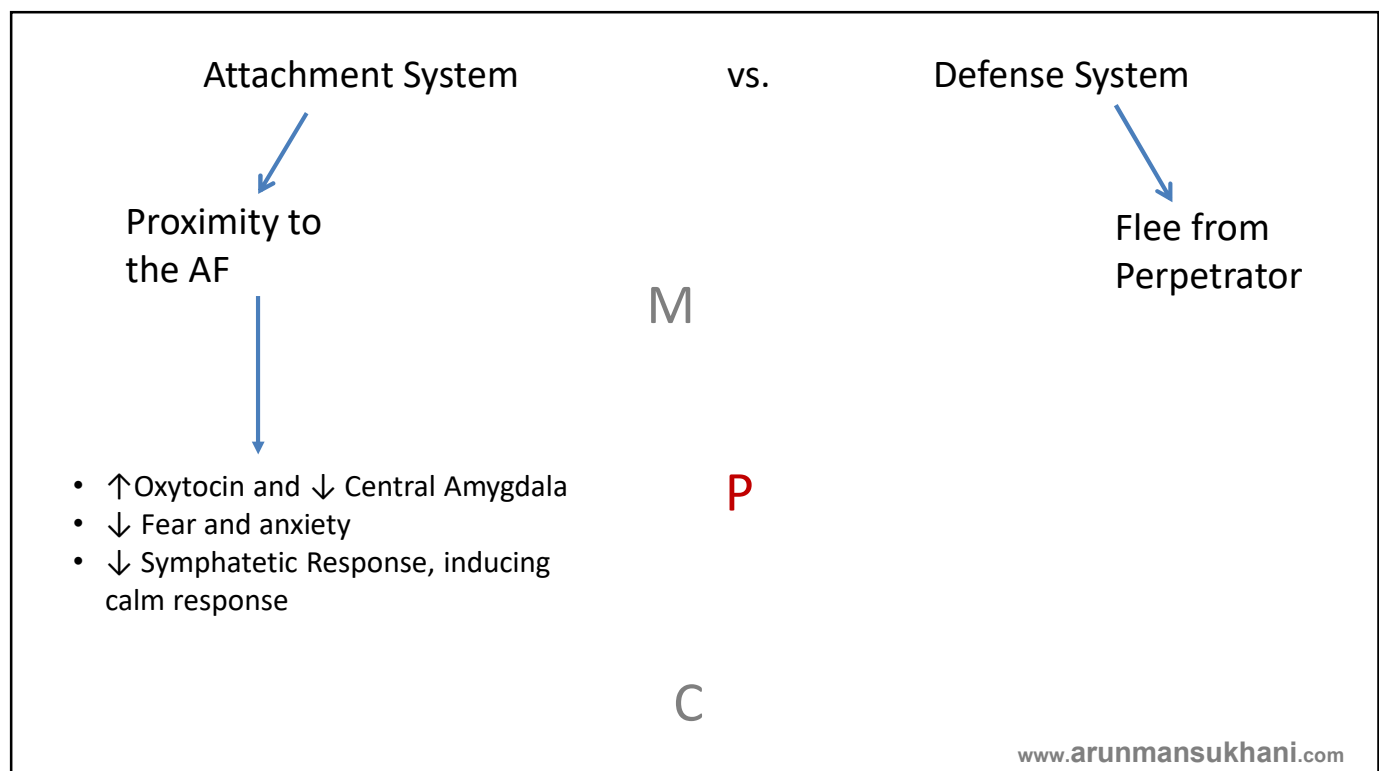 Attachment System vs. Defense System
Proximity to
the AF
Flee from
Perpetrator
M
• ↑Oxytocin and ↓ Central Amygdala
• ↓ Fear and anxiety
• ↓ Symphatetic Response, inducing
calm response
P
C
www.arunmansukhani.com